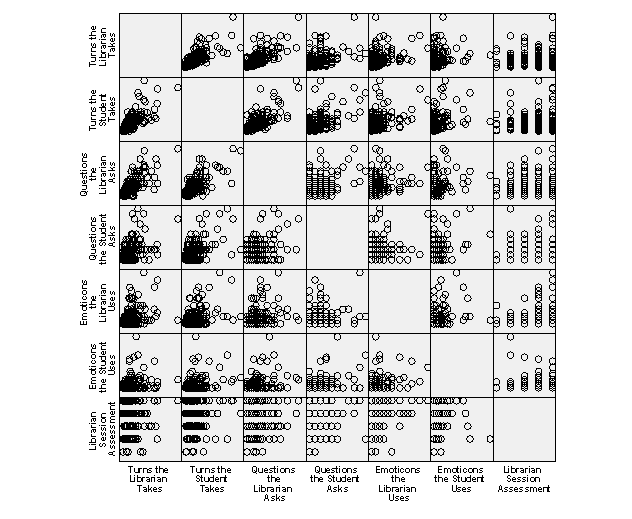 Turns the
Librarian
Takes
Turns the
Student
Takes
Questions
the
Librarian
Asks
Questions
the Student
Asks
Emoticons
the
Librarian
Uses
Emoticons
the Student
Uses
Librarian
Session
Assessment
Turns the
Librarian
Takes
Turns the
Student
Takes
Questions
the
Librarian
Asks
Questions
the Student
Asks
Emoticons
the
Librarian
Uses
Emoticons
the Student
Uses
Librarian
Session
Assessment